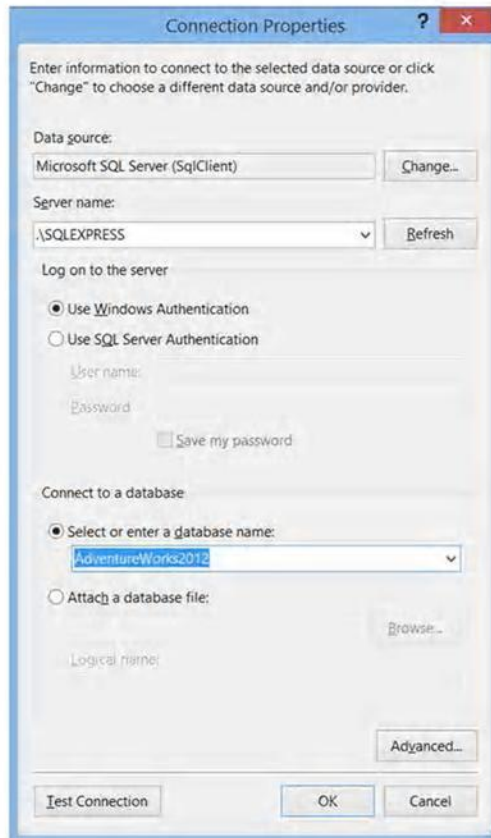 Connection Properties
?
Enter information to connect to the selected data source or click
"Change" to choose a different data source and/or provider.
Data source:
Microsoft SQL Server (SqlClient)
Change...
Server name:
.\SQLEXPRESS
Refresh
Log on to the server
Use Windows Authentication
Use SQL Server Authentication
User name:
Password
Save my password
Connect to a database
Select or enter a database name:
AdventureWorks2012
Attach a database file:
Browse...
Logical name:
Advanced...
Test Connection
OK
Cancel